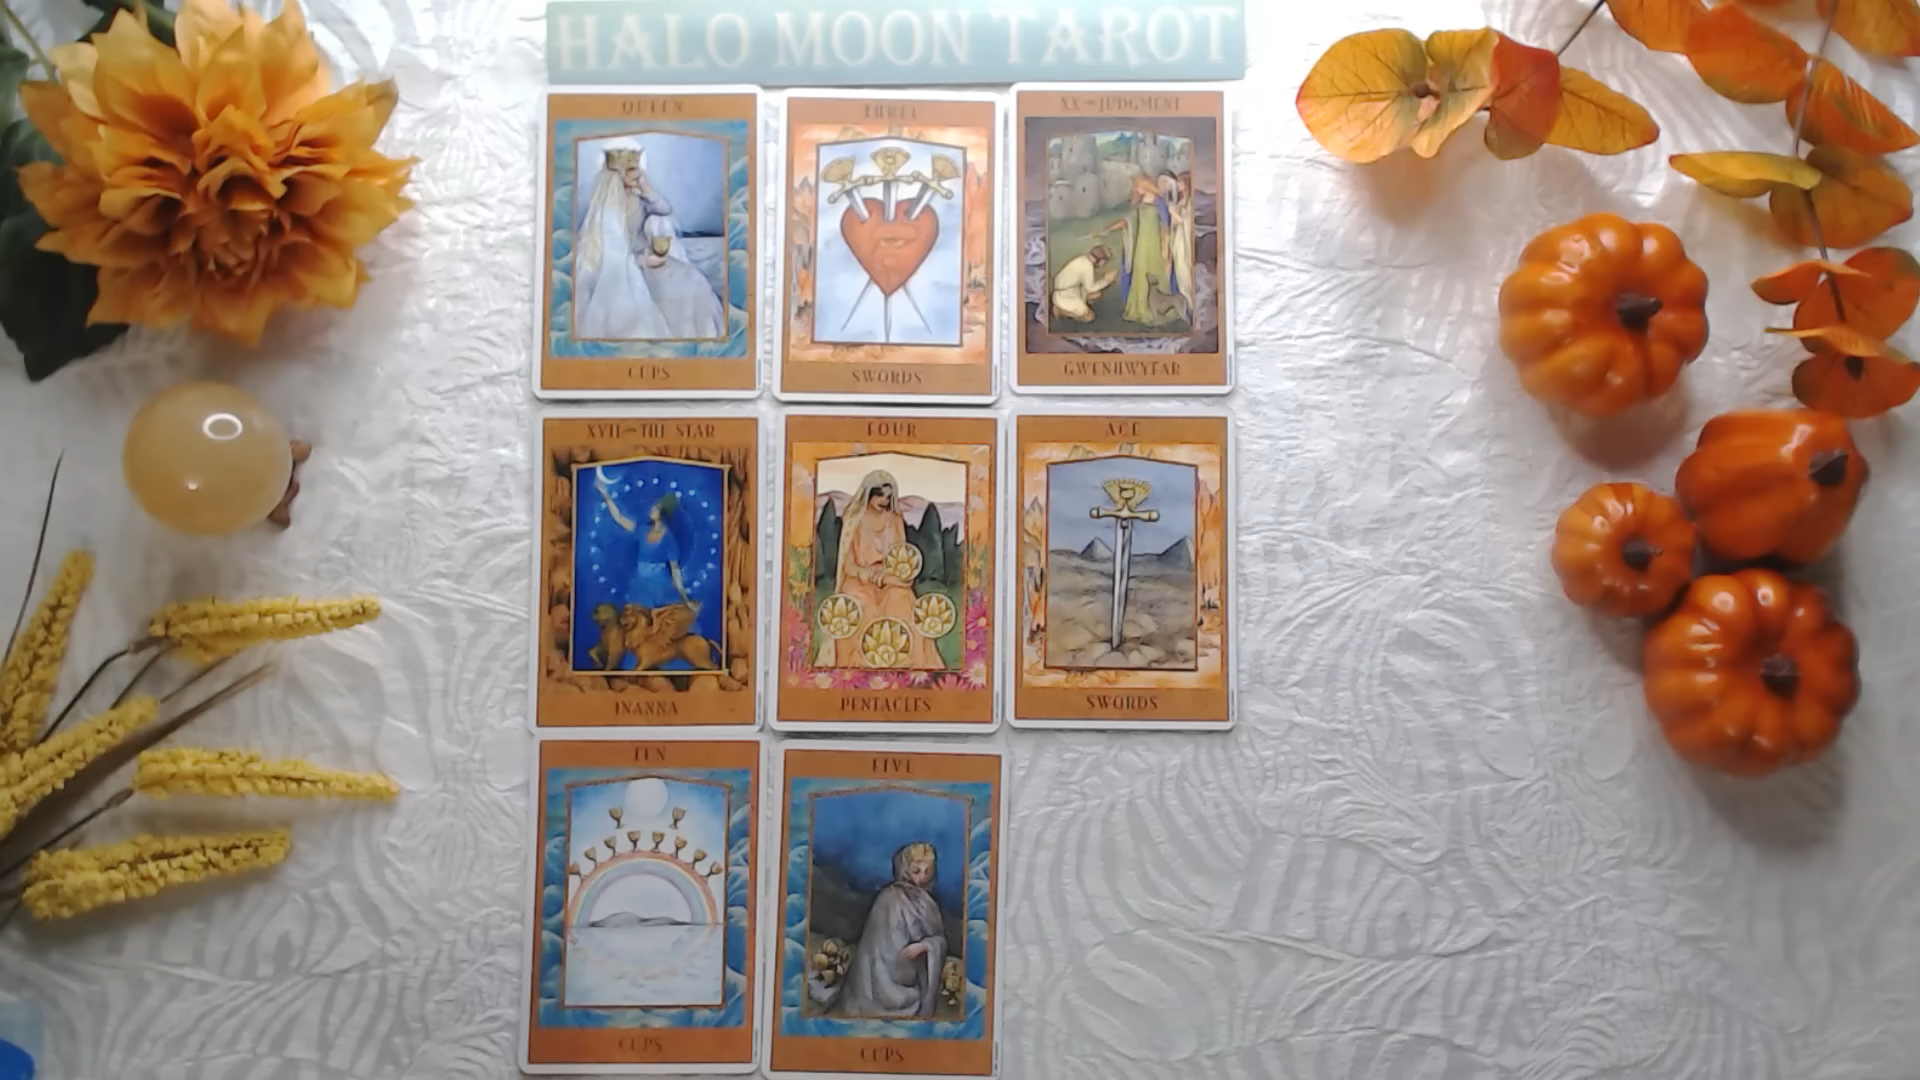 HALO MOON TAROT
QUEEN
CUPS
THREE
SWORDS
XX-JUDGMENT
GWENHWYFAR
XVII-THE STAR
INANNA
FOUR
PENTACLES
ACE
SWORDS
TEN
CUPS
FIVE
CUPS